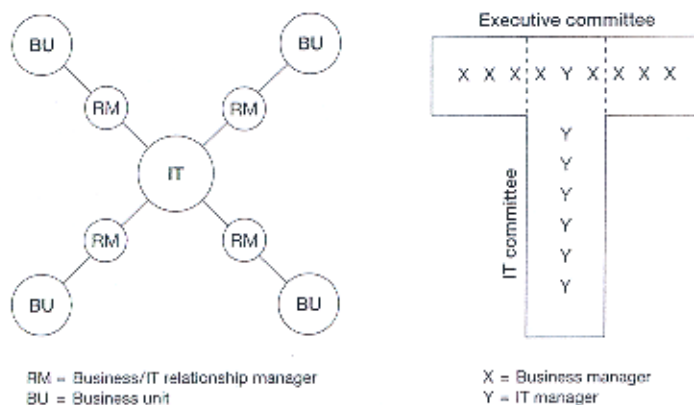 BU
BU
RM
RM
IT
RM
RM
BU
BU
RM = Business/IT relationship manager
BU = Business unit
Executive committee
X X X X Y X X X X
Y
Y
Y
Y
Y
Y
IT committee
X = Business manager
Y = IT manager